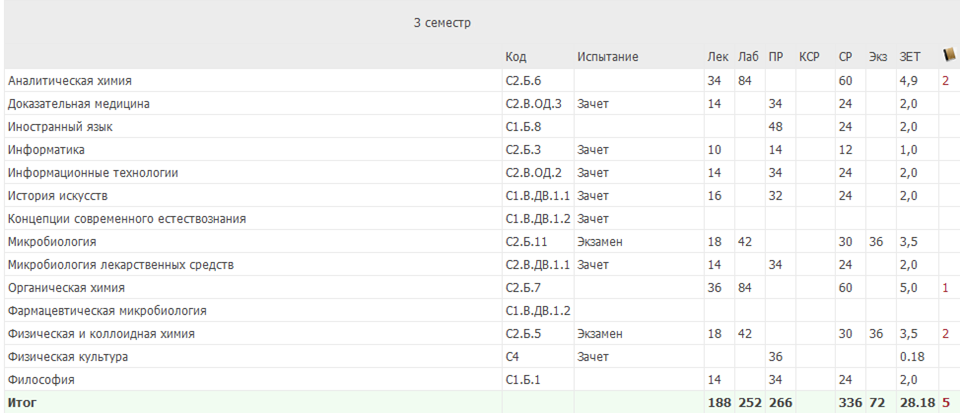 3 семестр
Код Испытание Лек Лаб ПР КСР СР Экз ЗЕТ
Аналитическая химия С2.Б.6 34 84 60 4,9 2
Доказательная медицина С2.В.ОД.3 Зачет 14 34 24 2,0
Иностранный язык С1.Б.8 48 24 2,0
Информатика С2.Б.3 Зачет 10 14 12 1,0
Информационные технологии С2.В.ОД.2 Зачет 14 34 24 2,0
История искусств С1.В.ДВ.1.1 Зачет 16 32 24 2,0
Концепции современного естествознания С1.В.ДВ.1.2 Зачет
Микробиология С2.Б.11 Экзамен 18 42 30 36 3,5
Микробиология лекарственных средств С2.В.ДВ.1.1 Зачет 14 34 24 2,0
Органическая химия С2.Б.7 36 84 60 5,0 1
Фармацевтическая микробиология С1.В.ДВ.1.2
Физическая и коллоидная химия С2.Б.5 Экзамен 18 42 30 36 3,5 2
Физическая культура С4 Зачет 36 0.18
Философия С1.Б.1 14 34 24 2,0
Итог 188 252 266 336 72 28.18 5